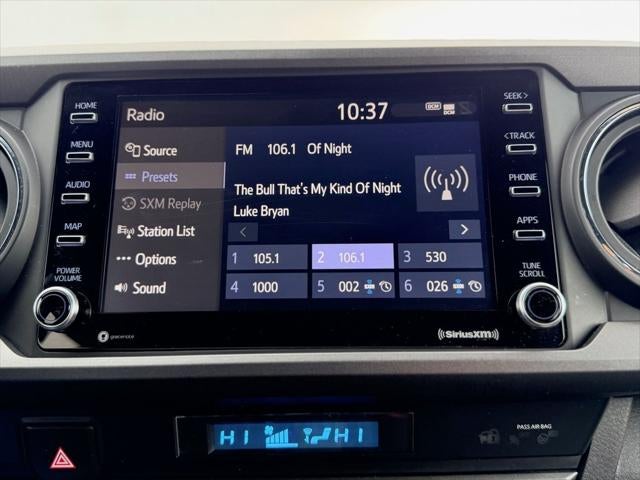 HOME
MENU
AUDIO
MAP
POWER
VOLUME
Radio
10:37
DCM
DCM
Source
Presets
SXM Replay
Station List
Options
Sound
FM 106.1 Of Night
The Bull That's My Kind Of Night
Luke Bryan
< >
1 105.1
2 106.1
3 530
4 1000
5 002
6 026
SEEK >
< TRACK
PHONE
APPS
TUNE
SCROLL
gracenote
((SiriusXM))
HI HI
PASS AIR BAG